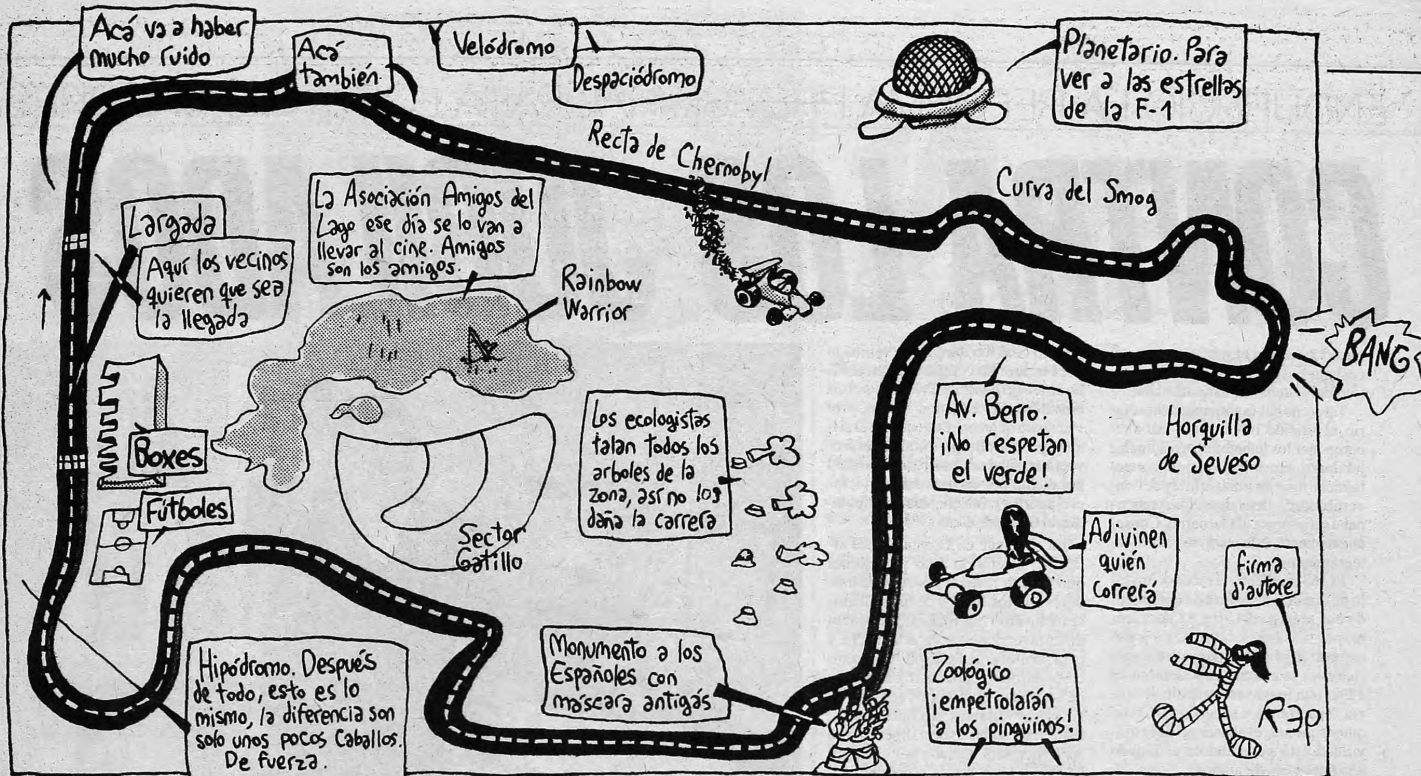 Acá va a haber
mucho ruido
Acá
también.
Velódromo
Despaciódromo
Planetario. Para
ver a las estrellas
de la F-1
Recta de Chernobyl
Curva del Smog
La Asociación Amigos del
Lago ese día se lo van a
llevar al cine. Amigos
son los amigos.
Largada
Aquí los vecinos
quieren que sea
la llegada
Rainbow
Warrior
BANG
Boxes
Fútboles
Los ecologistas
talan todos los
arboles de la
zona, así no los
daña la carrera
Av. Berro.
¡No respetan
el verde!
Horquilla
de Seveso
Sector
Gatillo
Adivinen
quién
correrá
firma
d'autore
Hipódromo. Después
de todo, esto es lo
mismo, la diferencia son
solo unos pocos Caballos.
De fuerza.
Monumento a los
Españoles con
máscara antigás
Zoológico
¡empetrolarán
a los pingüinos!
Rep